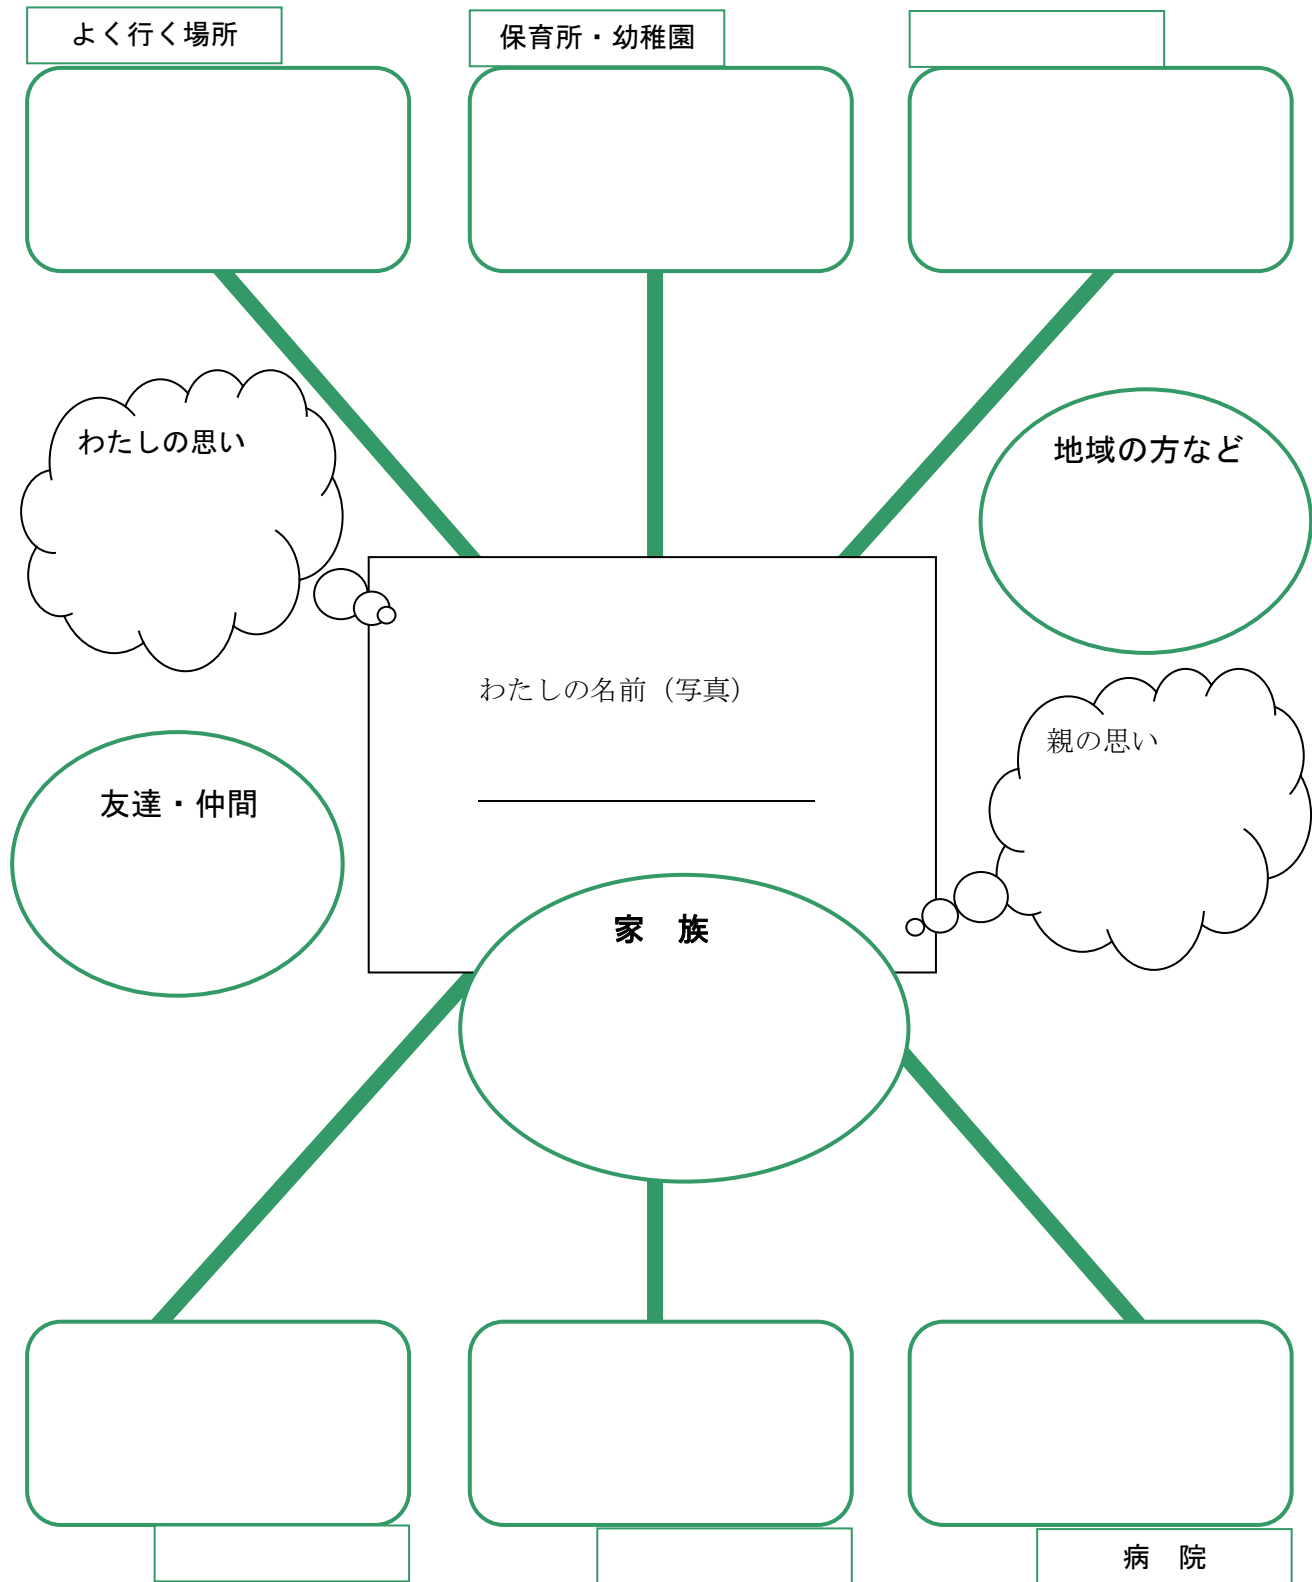 よく行く場所
保育所・幼稚園
わたしの思い
地域の方など
わたしの名前（写真）
親の思い
友達・仲間
家　族
病　院